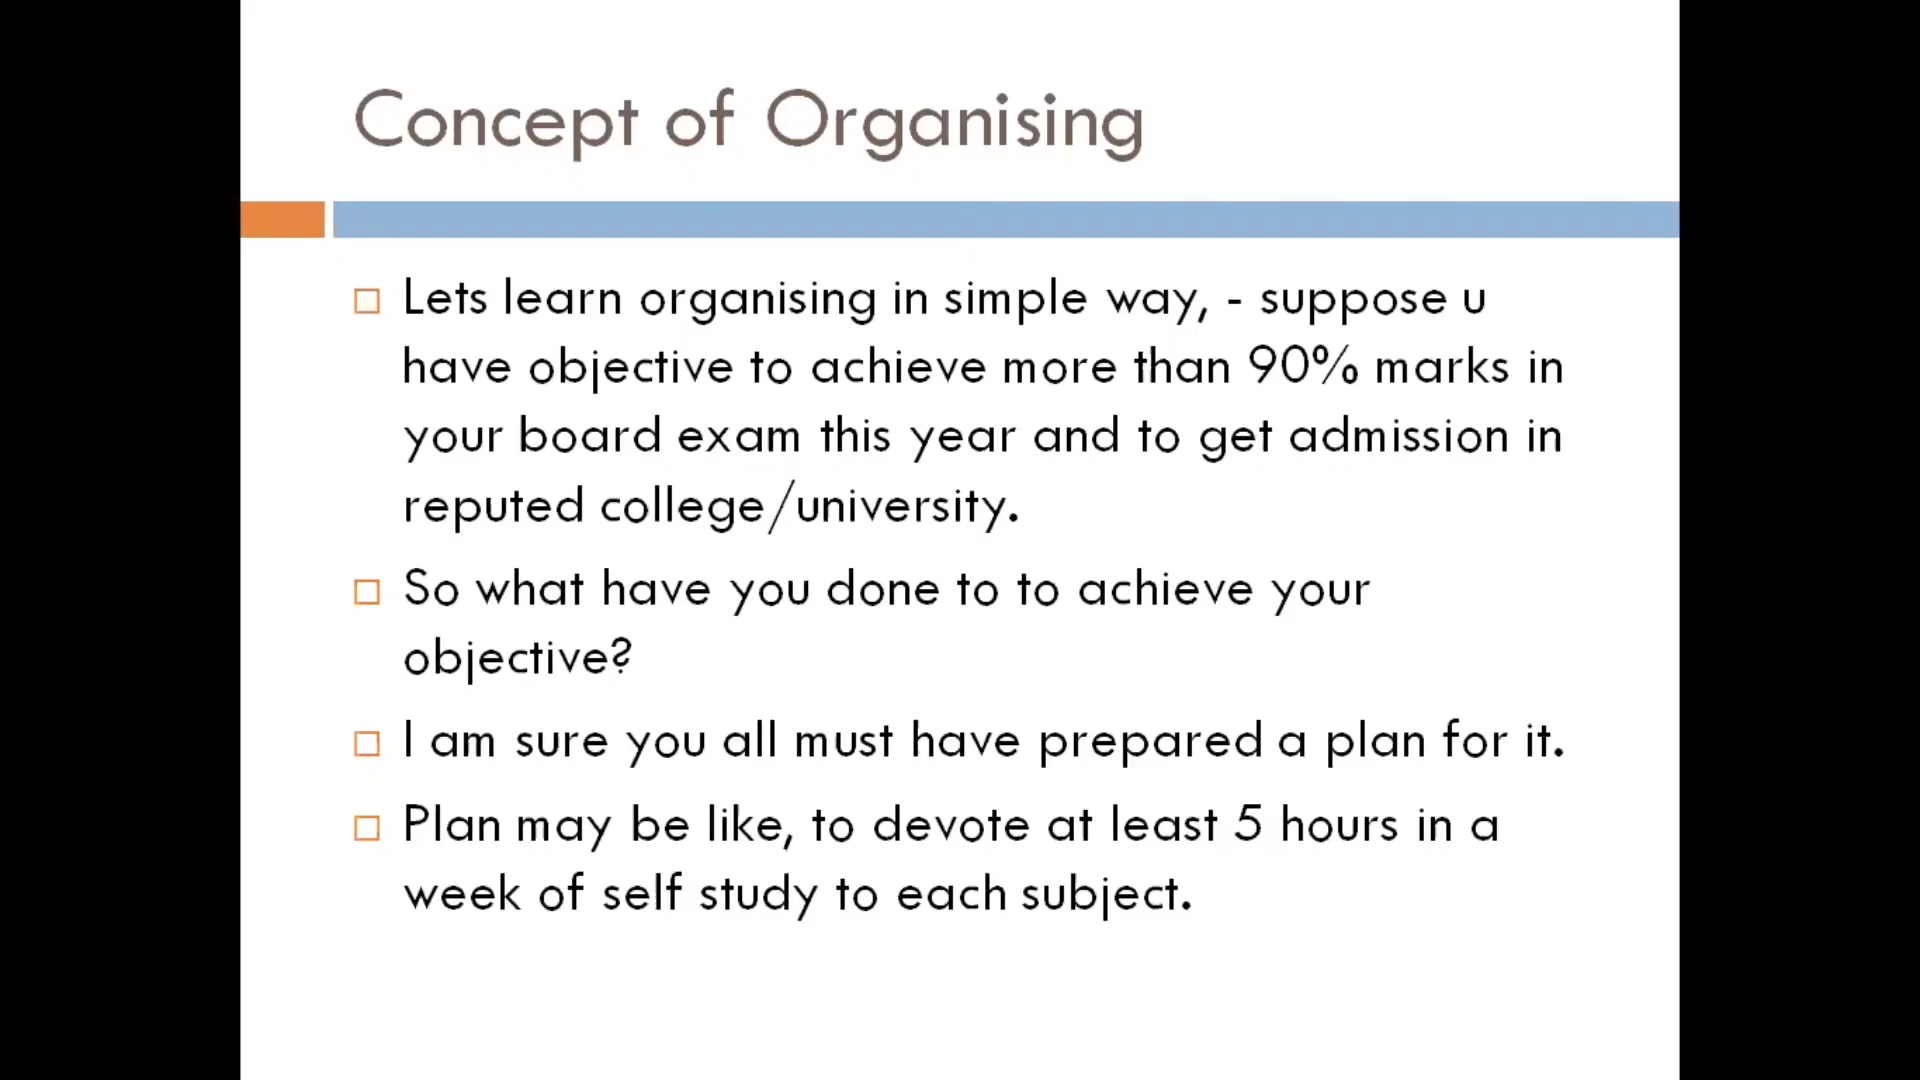 Concept of Organising
Lets learn organising in simple way, - suppose u
have objective to achieve more than 90% marks in
your board exam this year and to get admission in
reputed college/university.
So what have you done to to achieve your
objective?
I am sure you all must have prepared a plan for it.
Plan may be like, to devote at least 5 hours in a
week of self study to each subject.